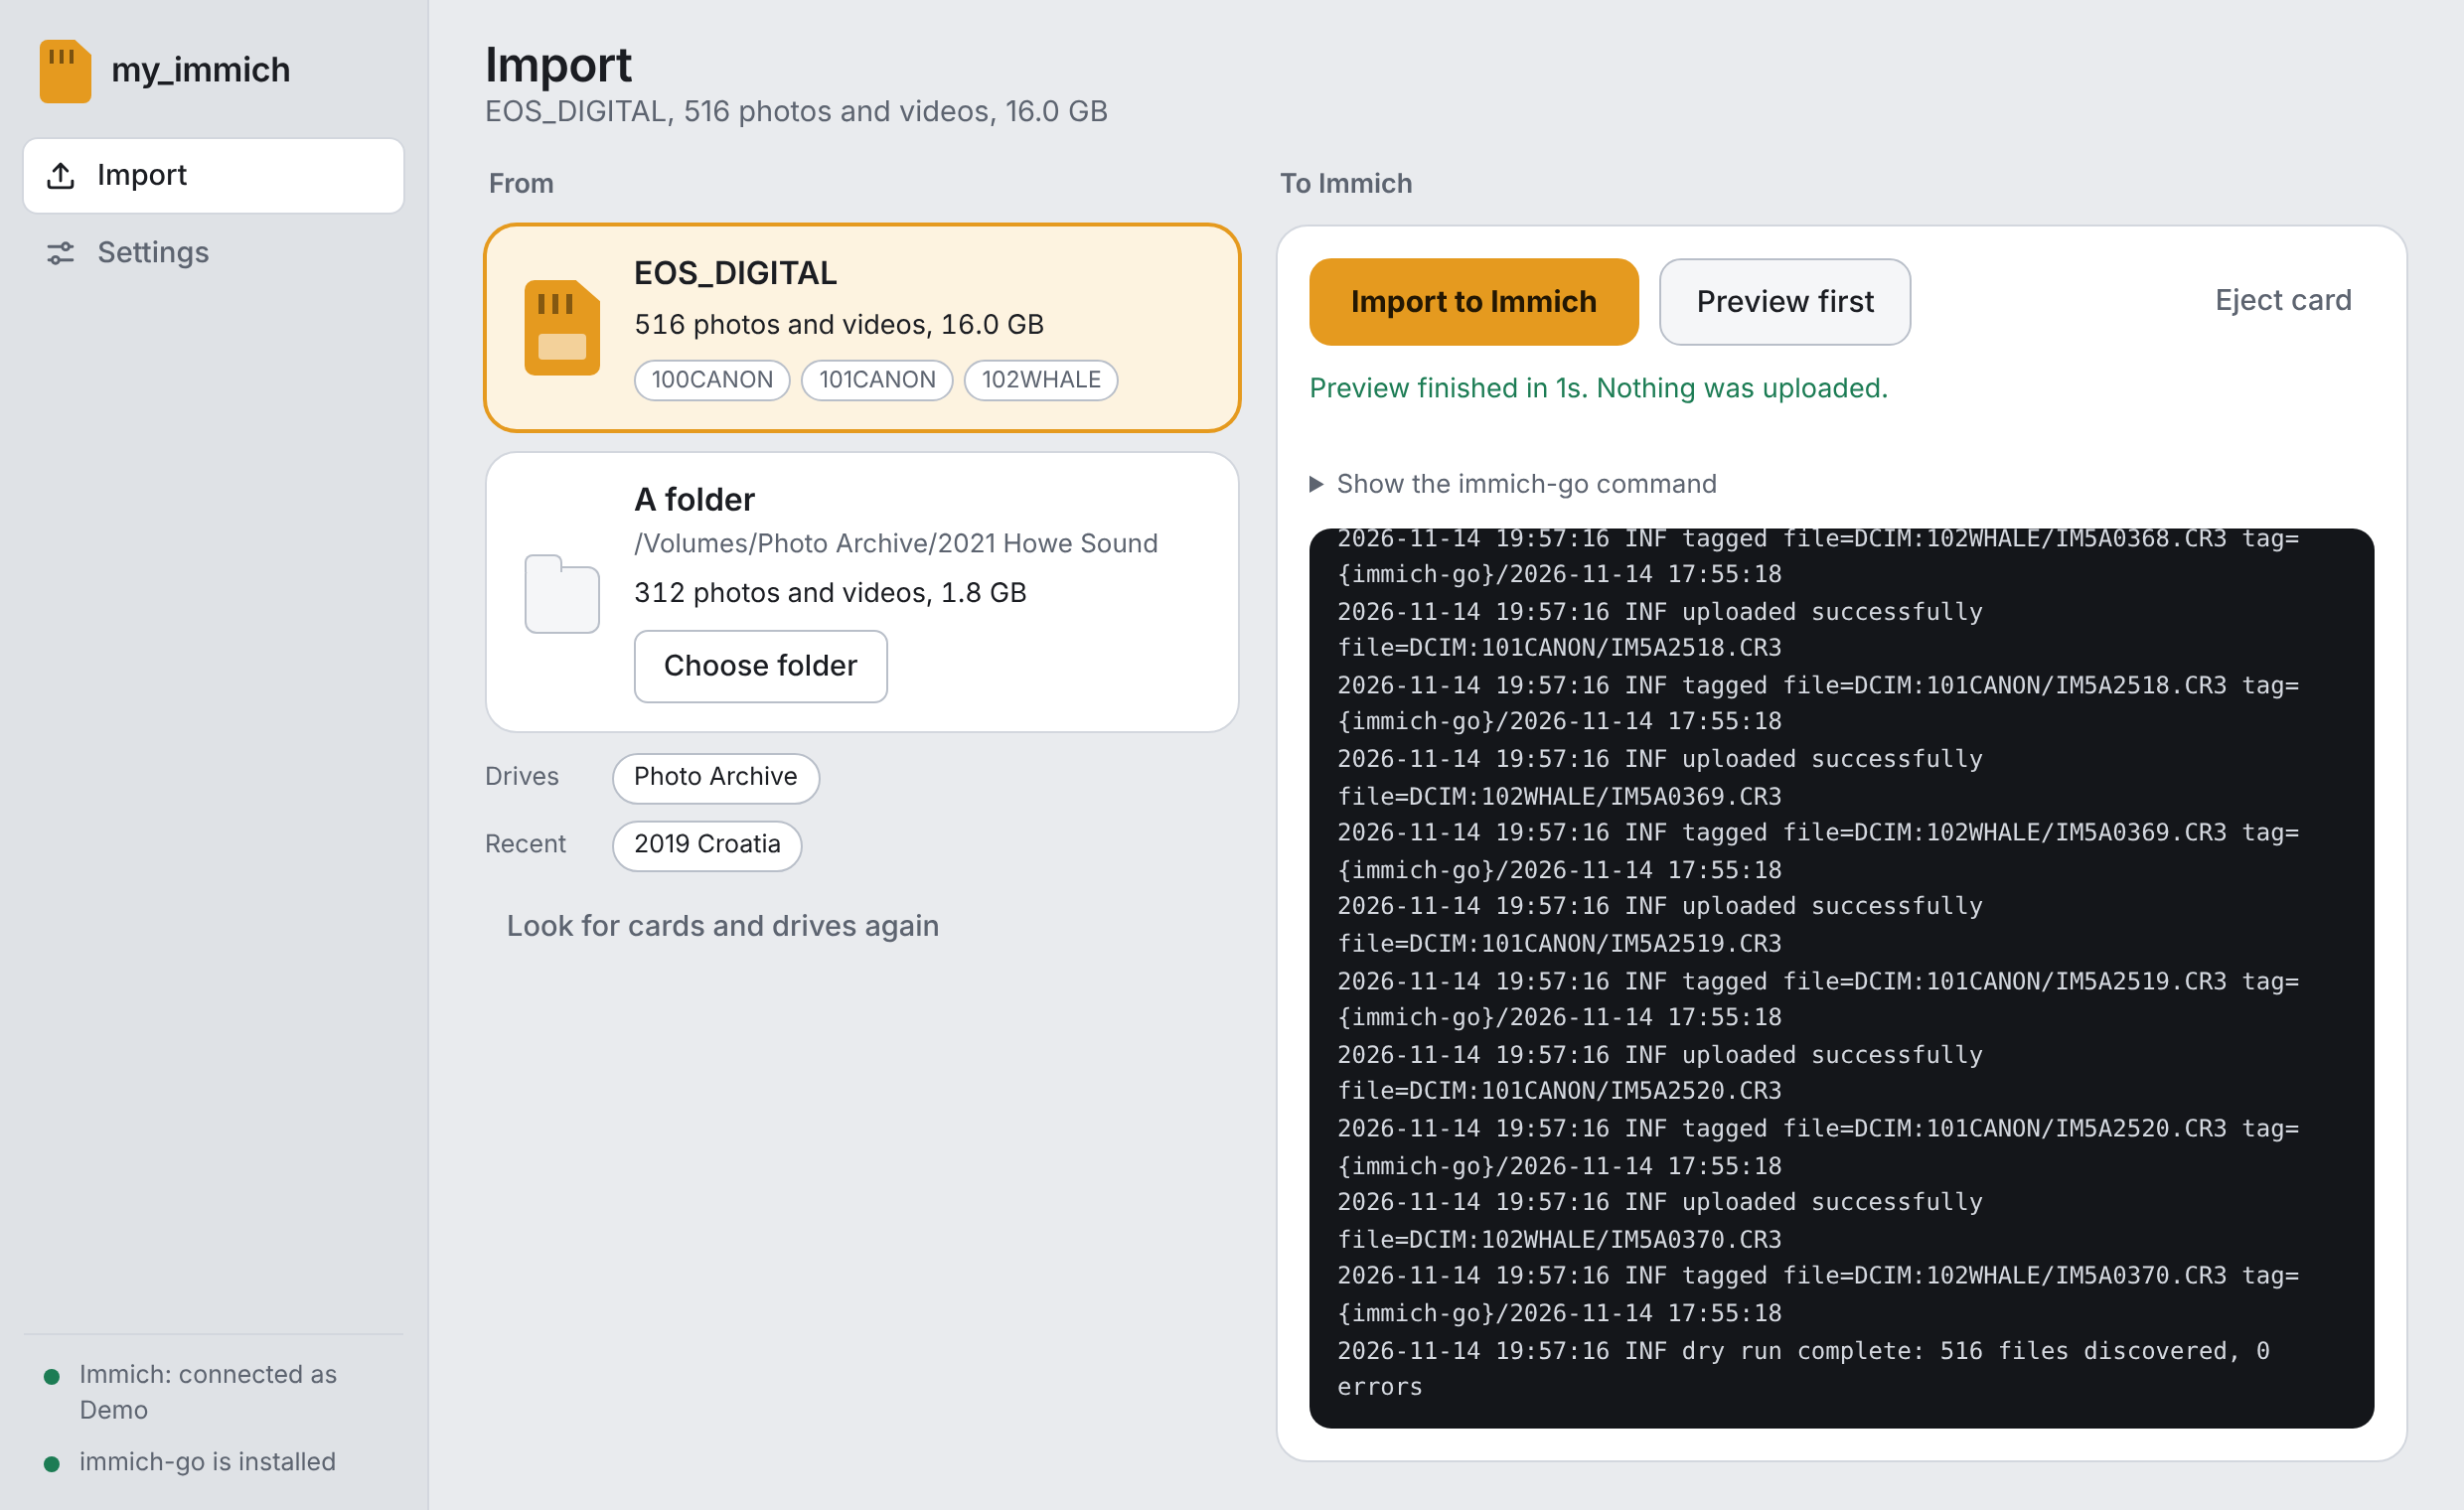 my_immich
Import
Settings
Immich: connected as
Demo
immich-go is installed
Import
EOS_DIGITAL, 516 photos and videos, 16.0 GB
From
EOS_DIGITAL
516 photos and videos, 16.0 GB
100CANON 101CANON 102WHALE
A folder
/Volumes/Photo Archive/2021 Howe Sound
312 photos and videos, 1.8 GB
Choose folder
Drives Photo Archive
Recent 2019 Croatia
Look for cards and drives again
To Immich
Import to Immich Preview first Eject card
Preview finished in 1s. Nothing was uploaded.
Show the immich-go command
2026-11-14 19:57:16 INF tagged file=DCIM:102WHALE/IM5A0368.CR3 tag=
{immich-go}/2026-11-14 17:55:18
2026-11-14 19:57:16 INF uploaded successfully
file=DCIM:101CANON/IM5A2518.CR3
2026-11-14 19:57:16 INF tagged file=DCIM:101CANON/IM5A2518.CR3 tag=
{immich-go}/2026-11-14 17:55:18
2026-11-14 19:57:16 INF uploaded successfully
file=DCIM:102WHALE/IM5A0369.CR3
2026-11-14 19:57:16 INF tagged file=DCIM:102WHALE/IM5A0369.CR3 tag=
{immich-go}/2026-11-14 17:55:18
2026-11-14 19:57:16 INF uploaded successfully
file=DCIM:101CANON/IM5A2519.CR3
2026-11-14 19:57:16 INF tagged file=DCIM:101CANON/IM5A2519.CR3 tag=
{immich-go}/2026-11-14 17:55:18
2026-11-14 19:57:16 INF uploaded successfully
file=DCIM:101CANON/IM5A2520.CR3
2026-11-14 19:57:16 INF tagged file=DCIM:101CANON/IM5A2520.CR3 tag=
{immich-go}/2026-11-14 17:55:18
2026-11-14 19:57:16 INF uploaded successfully
file=DCIM:102WHALE/IM5A0370.CR3
2026-11-14 19:57:16 INF tagged file=DCIM:102WHALE/IM5A0370.CR3 tag=
{immich-go}/2026-11-14 17:55:18
2026-11-14 19:57:16 INF dry run complete: 516 files discovered, 0
errors